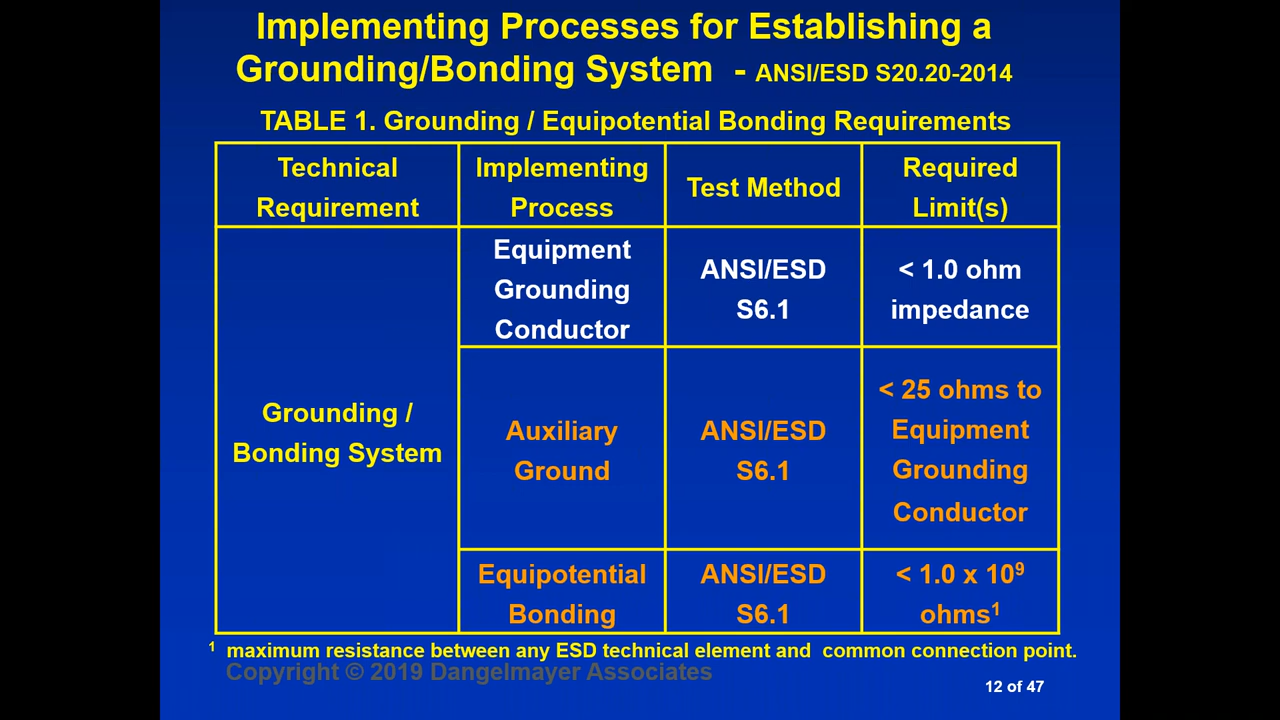 Implementing Processes for Establishing a
Grounding/Bonding System - ANSI/ESD S20.20-2014
TABLE 1. Grounding / Equipotential Bonding Requirements
Technical
Requirement
Implementing
Process
Test Method
Required
Limit(s)
Grounding /
Bonding System
Equipment
Grounding
Conductor
ANSI/ESD
S6.1
< 1.0 ohm
impedance
Auxiliary
Ground
ANSI/ESD
S6.1
< 25 ohms to
Equipment
Grounding
Conductor
Equipotential
Bonding
ANSI/ESD
S6.1
< 1.0 x 10⁹
ohms¹
¹ maximum resistance between any ESD technical element and common connection point.
Copyright © 2019 Dangelmayer Associates
12 of 47